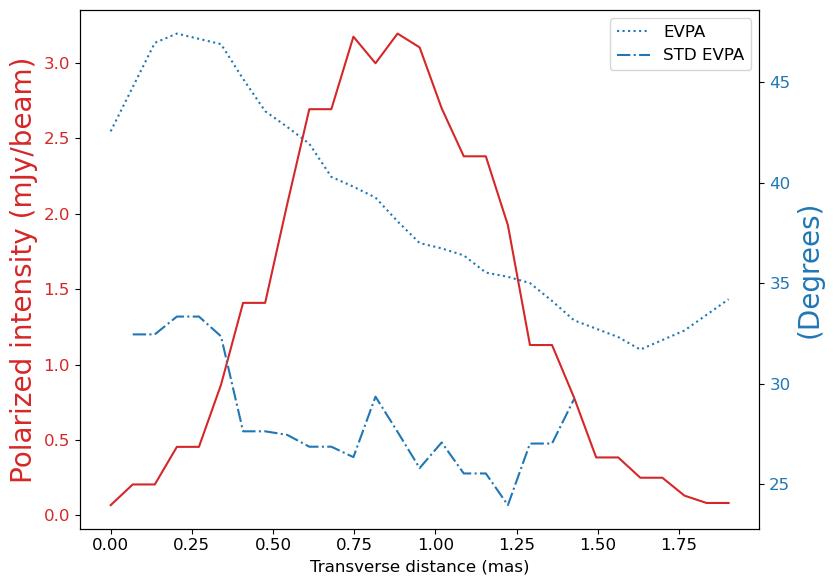 EVPA
STD EVPA
Polarized intensity (mJy/beam)
3.0
2.5
2.0
1.5
1.0
0.5
0.0
45
40
35
30
25
(Degrees)
0.00 0.25 0.50 0.75 1.00 1.25 1.50 1.75
Transverse distance (mas)